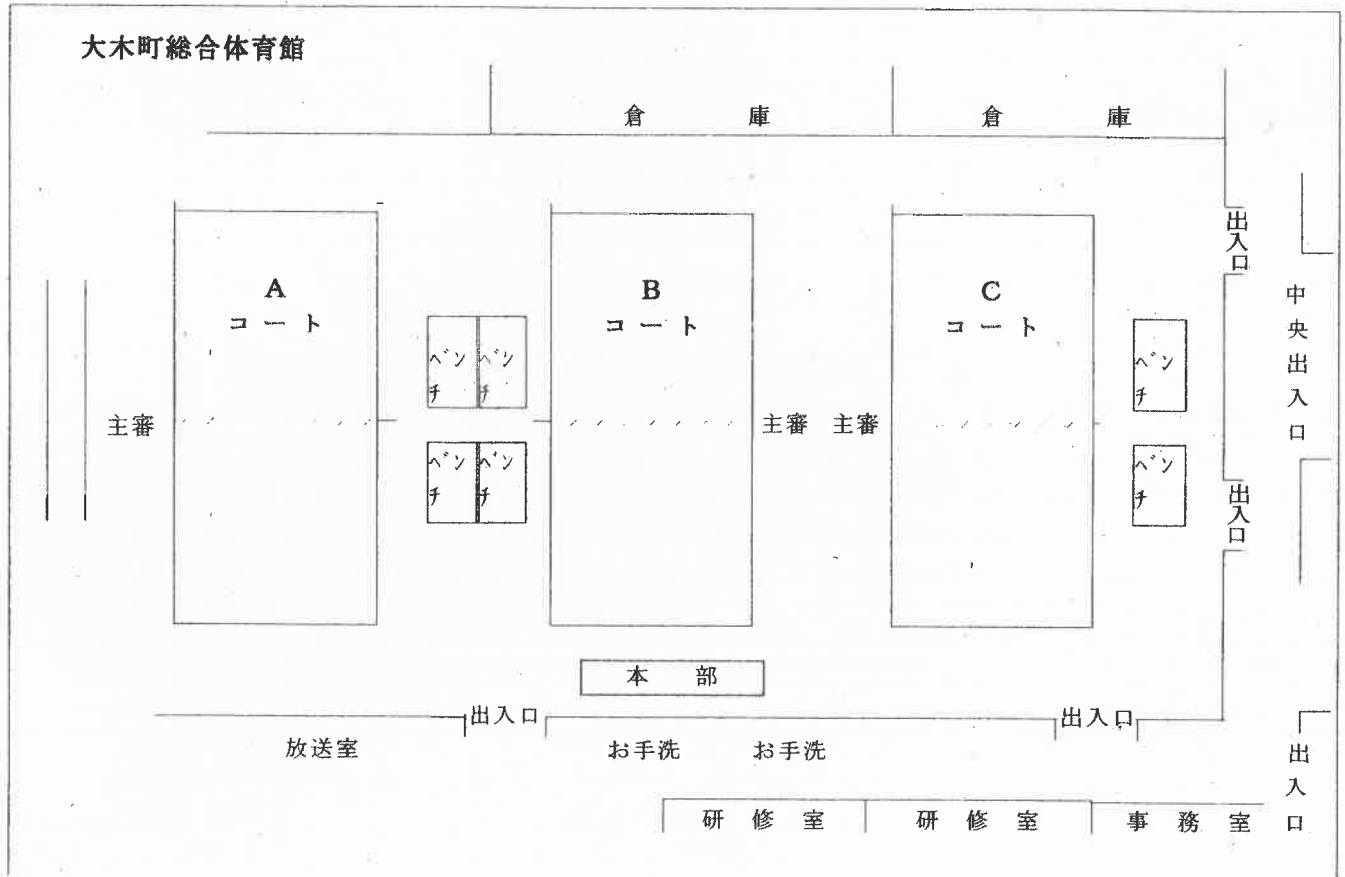 大木町総合体育館
倉庫
倉庫
出入口
A
コート
B
コート
C
コート
中央出入口
ベンチ
ベンチ
ベンチ
主審
主審
主審
ベンチ
ベンチ
ベンチ
出入口
本部
出入口
出入口
放送室
お手洗
お手洗
出入口
研修室
研修室
事務室